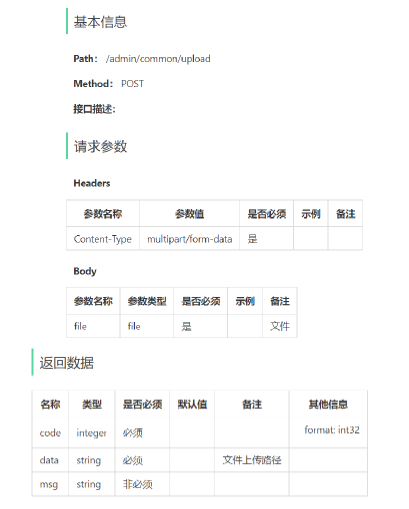 基本信息
Path： /admin/common/upload
Method： POST
接口描述：
请求参数
Headers
参数名称 参数值 是否必须 示例 备注
Content-Type multipart/form-data 是
Body
参数名称 参数类型 是否必须 示例 备注
file file 是 文件
返回数据
名称 类型 是否必须 默认值 备注 其他信息
code integer 必须 format: int32
data string 必须 文件上传路径
msg string 非必须